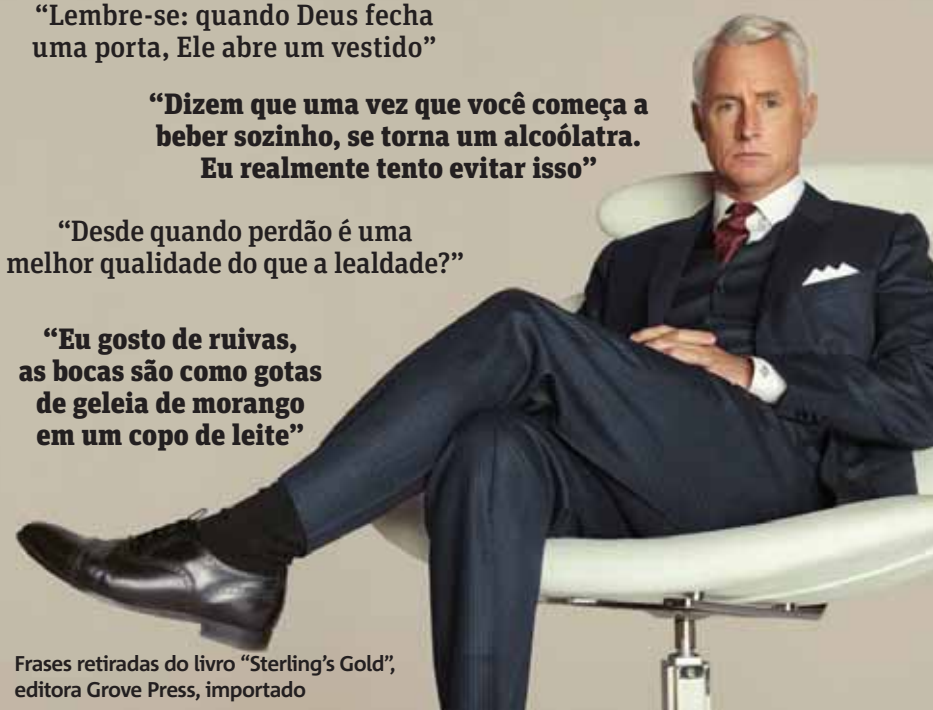 “Lembre-se: quando Deus fecha
uma porta, Ele abre um vestido”
“Dizem que uma vez que você começa a
beber sozinho, se torna um alcoólatra.
Eu realmente tento evitar isso”
“Desde quando perdão é uma
melhor qualidade do que a lealdade?”
“Eu gosto de ruivas,
as bocas são como gotas
de geleia de morango
em um copo de leite”
Frases retiradas do livro “Sterling’s Gold”,
editora Grove Press, importado